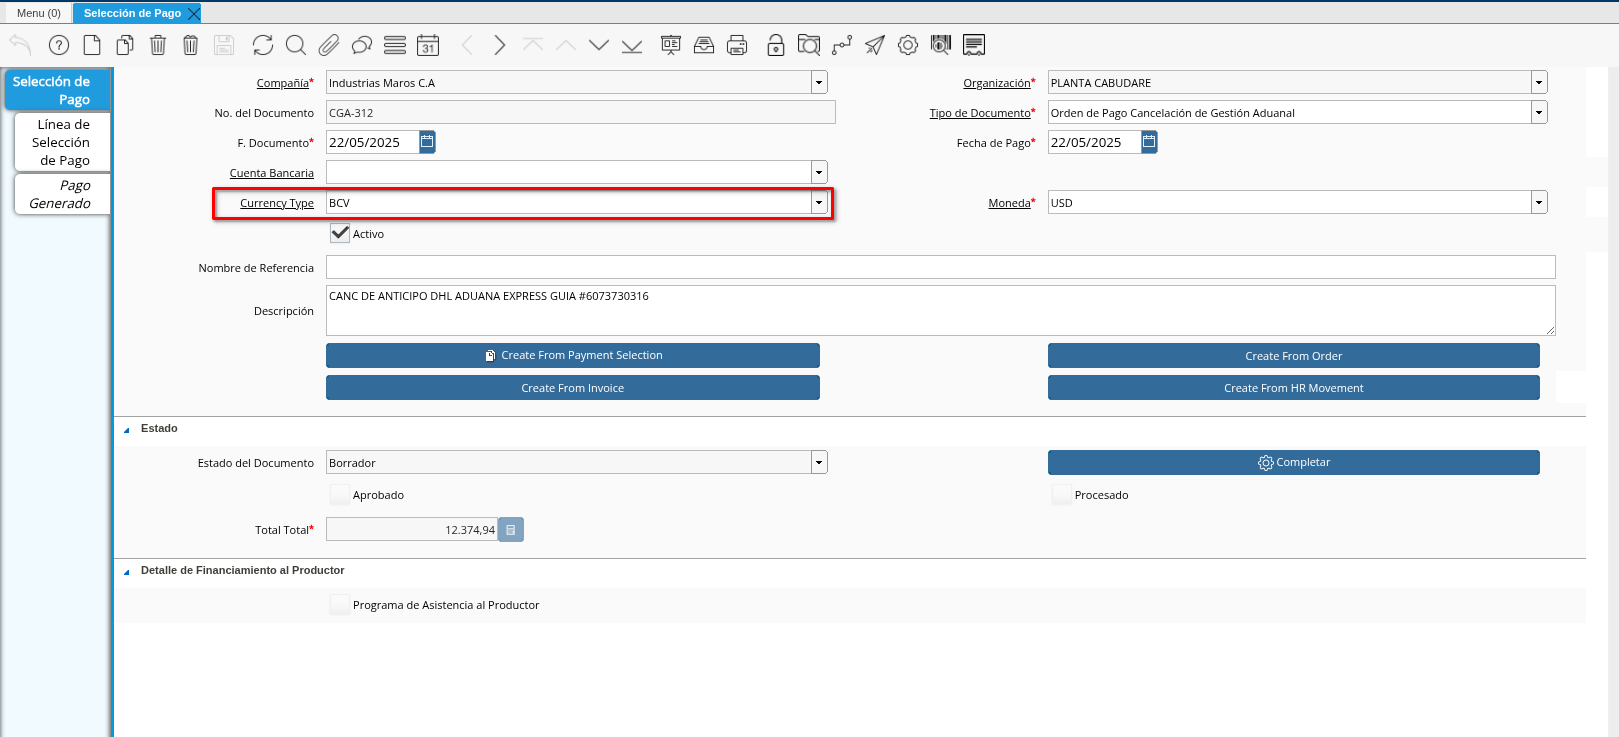 Menu (0)
Selección de Pago
31
Selección de
Pago
Línea de
Selección
de Pago
Pago
Generado
Compañía* Industrias Maros C.A
Organización* PLANTA CABUDARE
No. del Documento CGA-312
Tipo de Documento* Orden de Pago Cancelación de Gestión Aduanal
F. Documento* 22/05/2025
Fecha de Pago* 22/05/2025
Cuenta Bancaria
Currency Type BCV
Moneda* USD
Activo
Nombre de Referencia
Descripción CANC DE ANTICIPO DHL ADUANA EXPRESS GUIA #6073730316
Create From Payment Selection
Create From Order
Create From Invoice
Create From HR Movement
Estado
Estado del Documento Borrador
Completar
Aprobado
Procesado
Total Total* 12.374,94
Detalle de Financiamiento al Productor
Programa de Asistencia al Productor